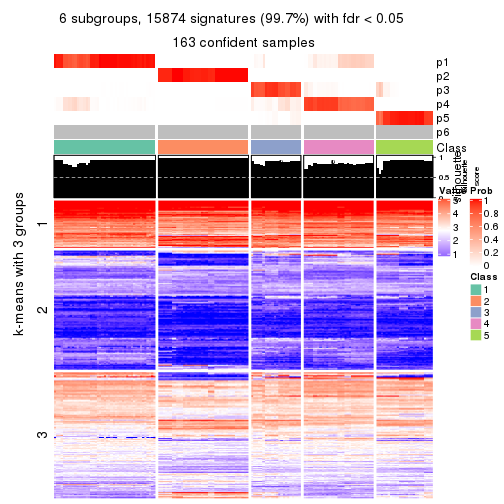 6 subgroups, 15874 signatures (99.7%) with fdr < 0.05
163 confident samples
p1
p2
p3
p4
p5
p6
Class
1
0.5
silhouette
score
Prob
1
0.8
0.6
0.4
0.2
0
5
4
3
2
1
Class
1
2
3
4
5
k-means with 3 groups
1
2
3